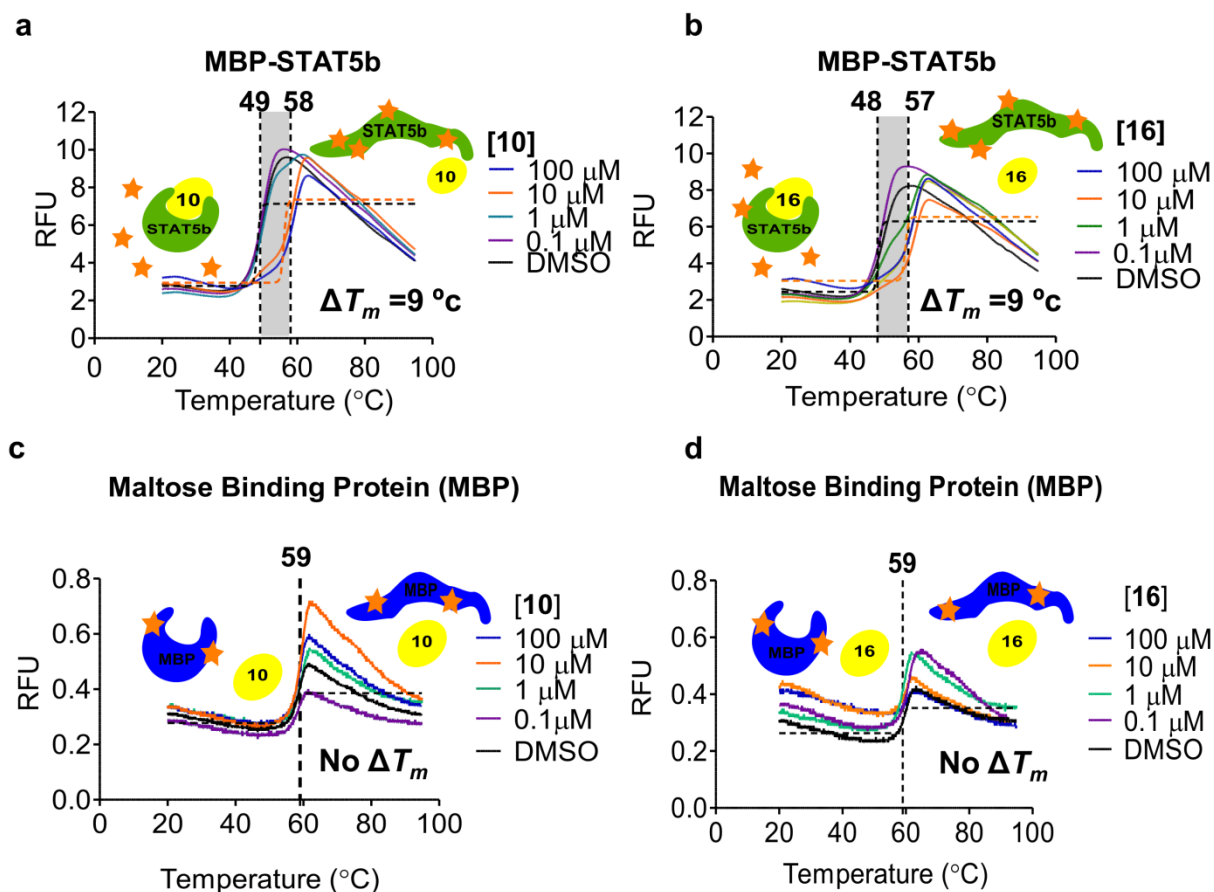 a
MBP-STAT5b
49 58
12
10
8
6
4
2
0
RFU
10
STAT5b
STAT5b
10
ΔTm =9 ºc
[10]
100 μM
10 μM
1 μM
0.1 μM
DMSO
0 20 40 60 80 100
Temperature (°C)
b
MBP-STAT5b
48 57
12
10
8
6
4
2
0
RFU
16
STAT5b
STAT5b
16
ΔTm =9 ºc
[16]
100 μM
10 μM
1 μM
0.1μM
DMSO
0 20 40 60 80 100
Temperature (°C)
c
Maltose Binding Protein (MBP)
59
0.8
0.6
0.4
0.2
0.0
RFU
MBP
10
MBP
10
No ΔTm
[10]
100 μM
10 μM
1 μM
0.1μM
DMSO
0 20 40 60 80 100
Temperature (°C)
d
Maltose Binding Protein (MBP)
59
0.8
0.6
0.4
0.2
0.0
RFU
MBP
16
MBP
16
No ΔTm
[16]
100 μM
10 μM
1 μM
0.1μM
DMSO
0 20 40 60 80 100
Temperature (°C)